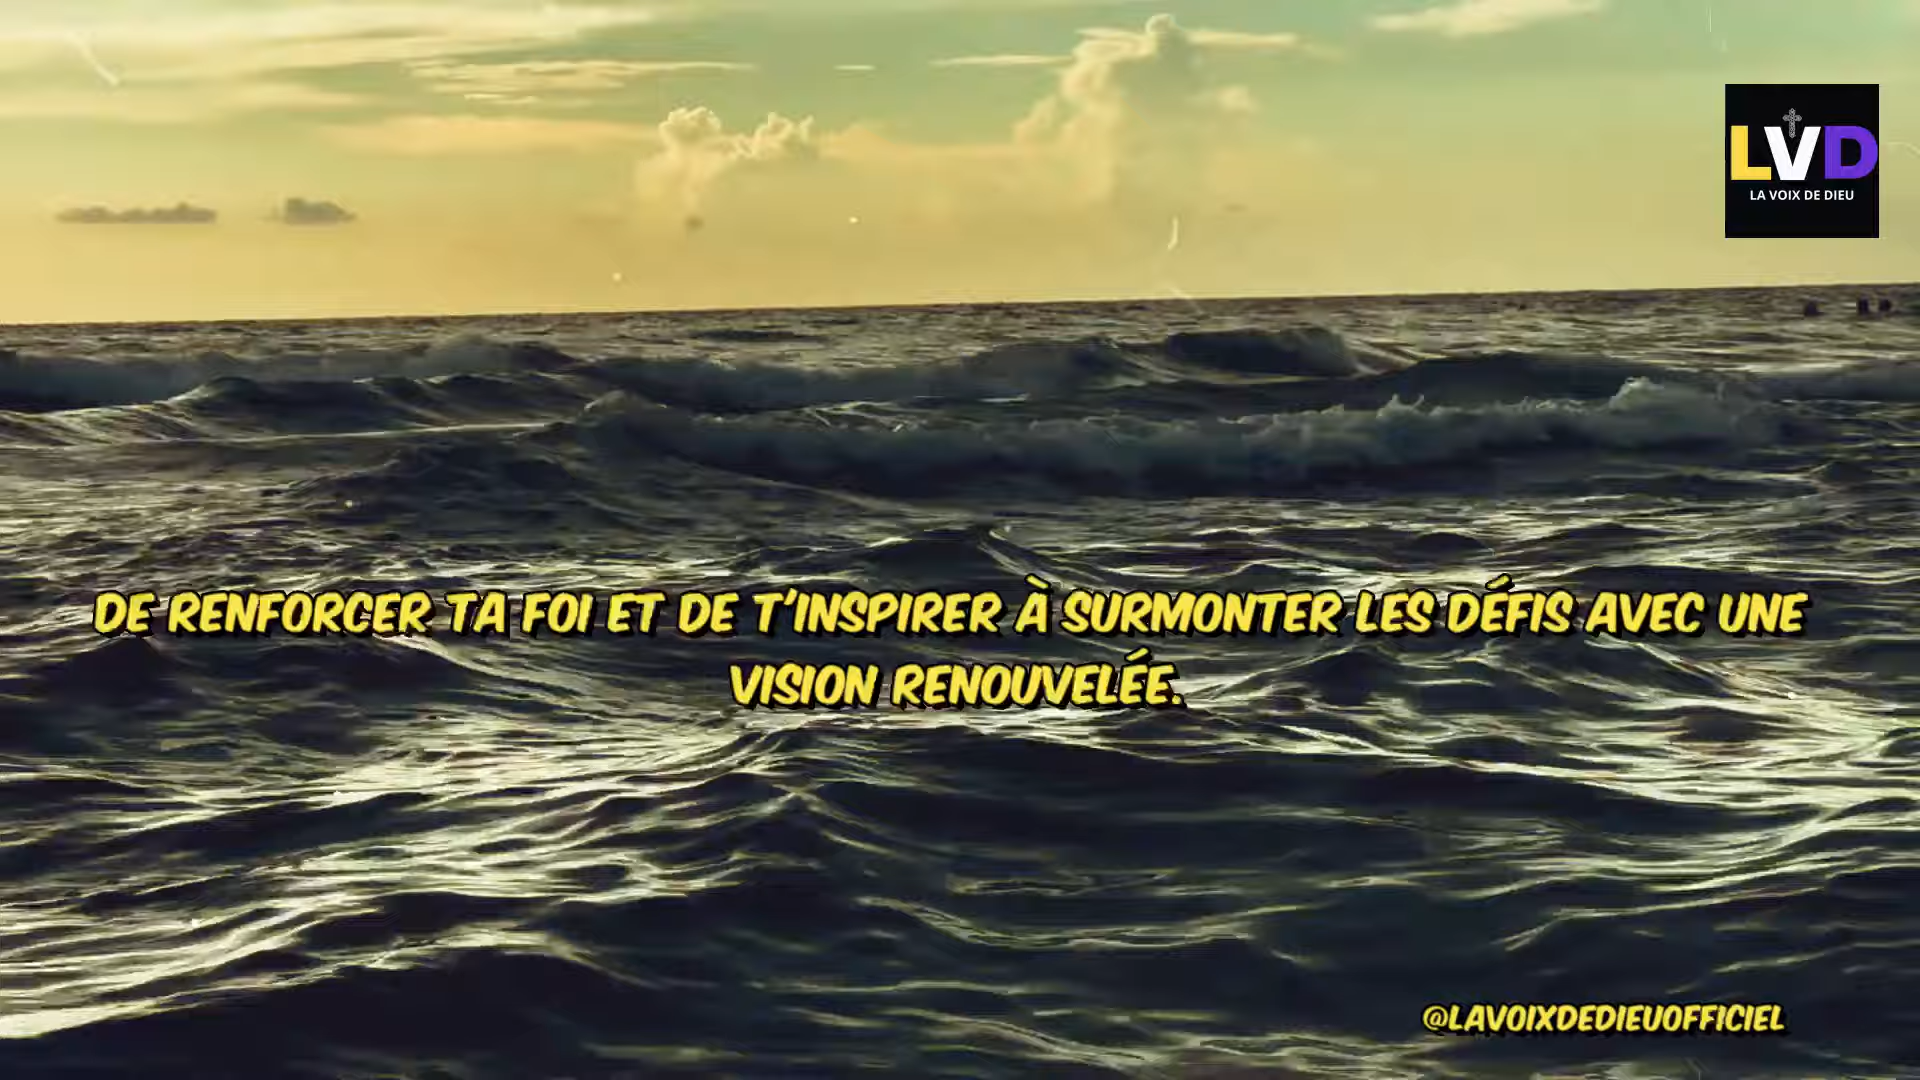 LVD
LA VOIX DE DIEU
DE RENFORCER TA FOI ET DE T'INSPIRER À SURMONTER LES DÉFIS AVEC UNE
VISION RENOUVELÉE.
@LAVOIXDEDIEUOFFICIEL